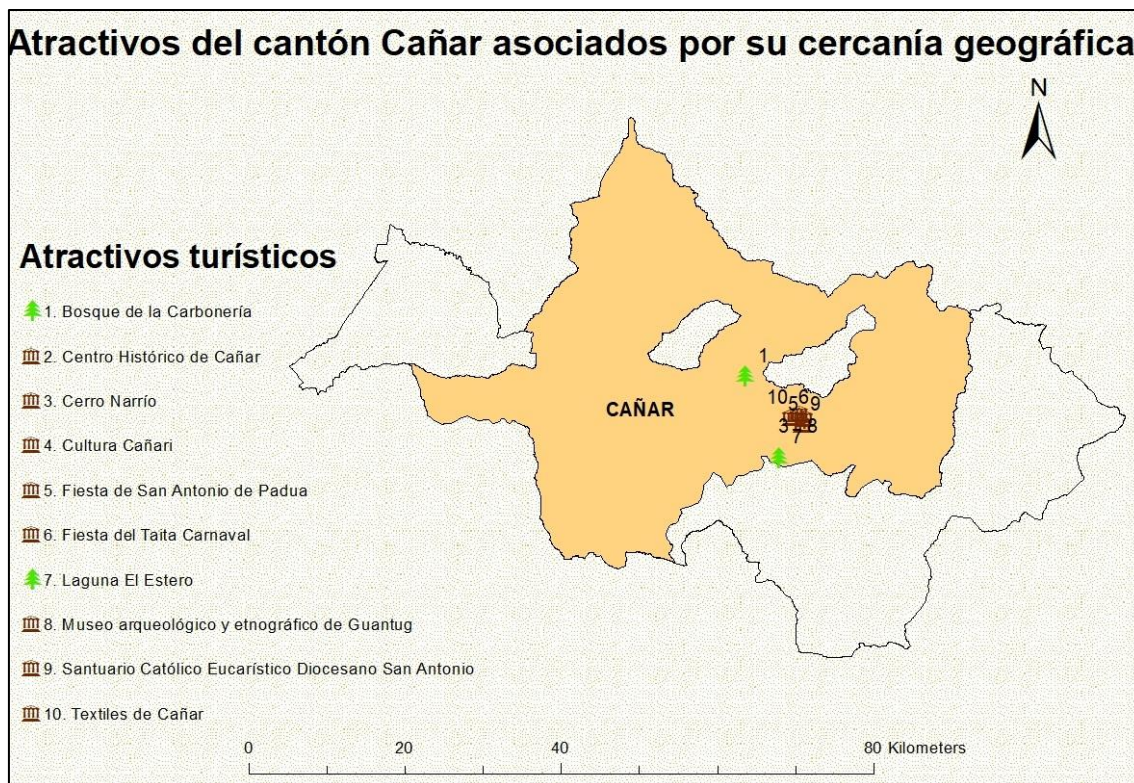 Atractivos del cantón Cañar asociados por su cercanía geográfica
N
Atractivos turísticos
1. Bosque de la Carbonería
2. Centro Histórico de Cañar
3. Cerro Narrío
4. Cultura Cañari
5. Fiesta de San Antonio de Padua
6. Fiesta del Taita Carnaval
7. Laguna El Estero
8. Museo arqueológico y etnográfico de Guantug
9. Santuario Católico Eucarístico Diocesano San Antonio
10. Textiles de Cañar
1
10 6
5 9
CAÑAR
3 8
7
0 20 40 80 Kilometers